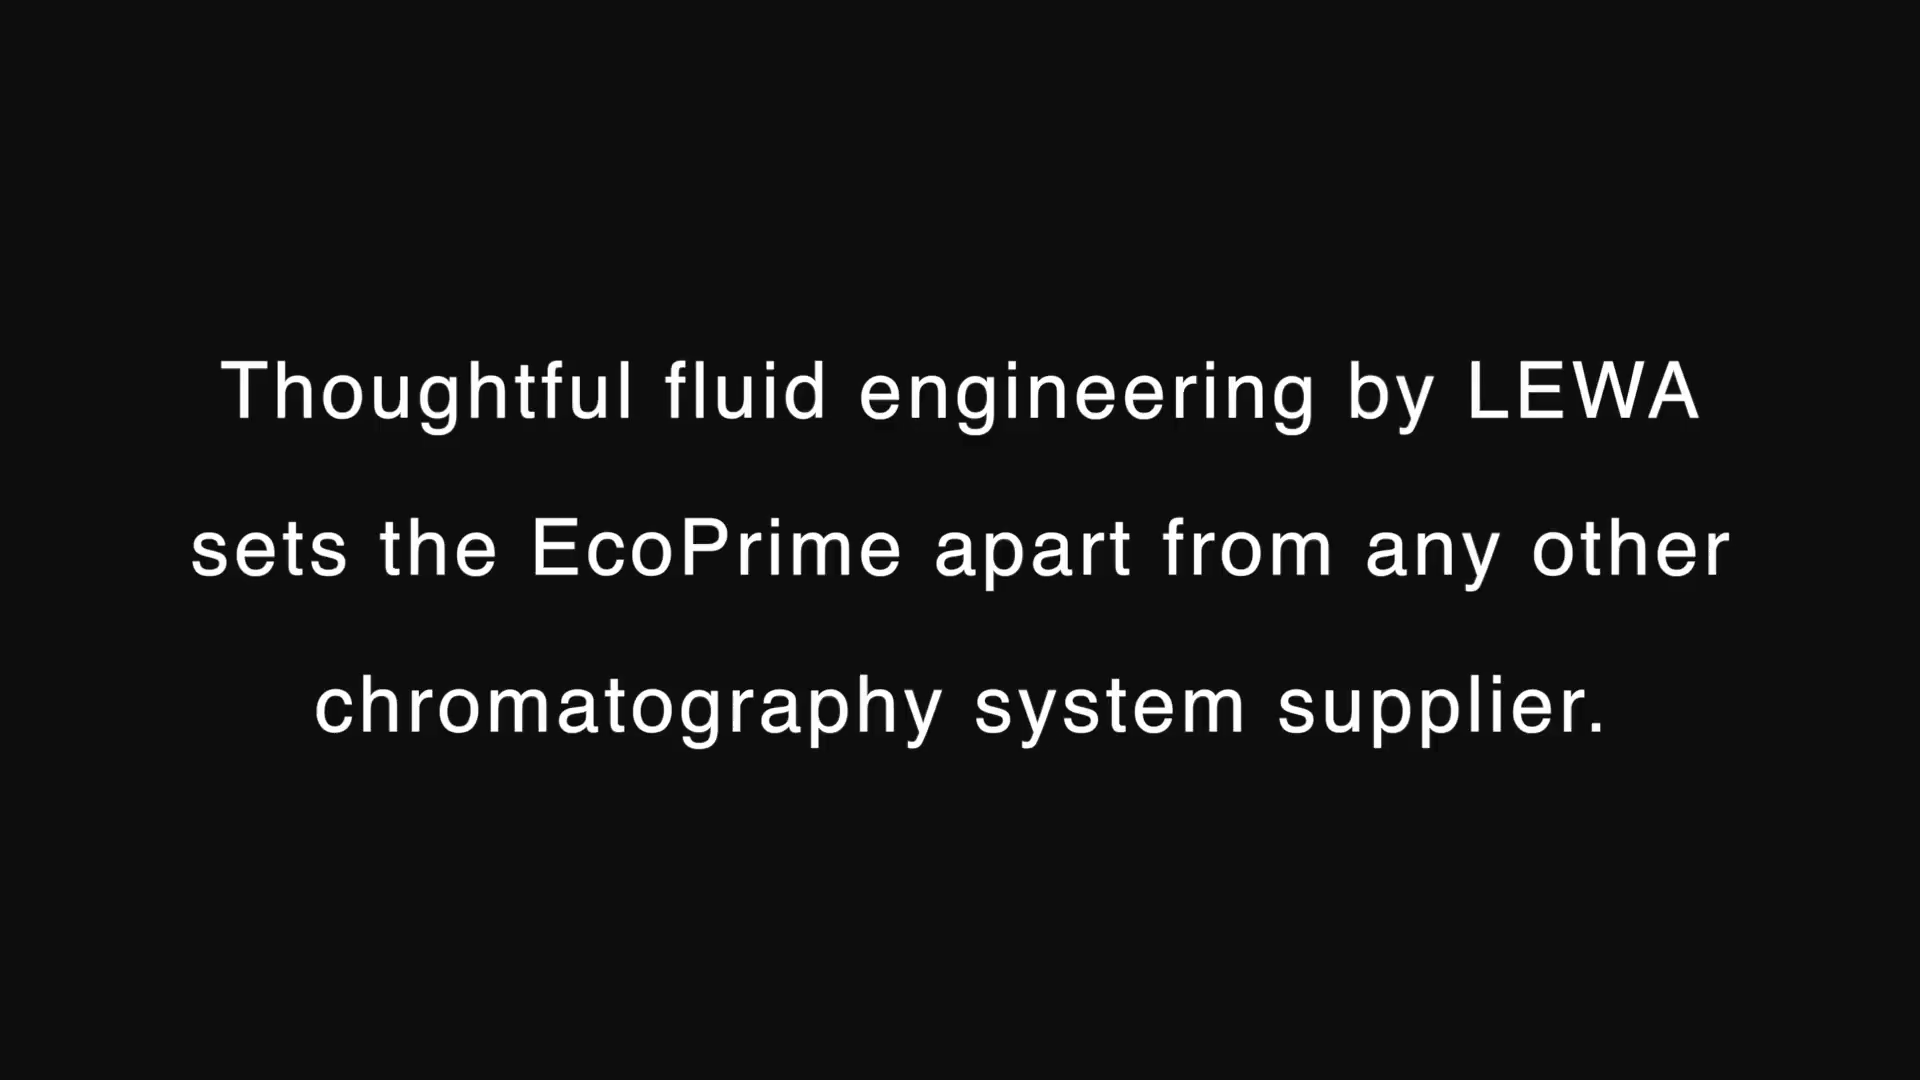 Thoughtful fluid engineering by LEWA
sets the EcoPrime apart from any other
chromatography system supplier.